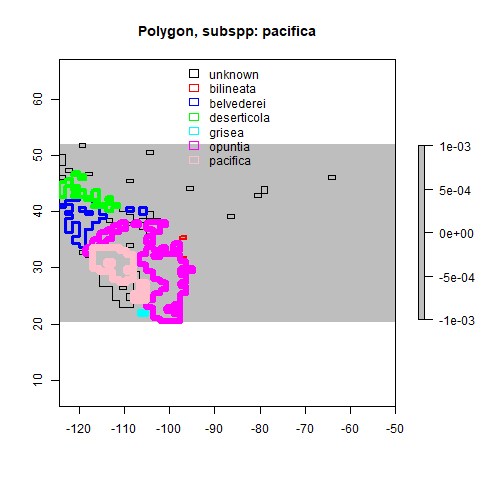 Polygon, subspp: pacifica
unknown
bilineata
belvederei
deserticola
grisea
opuntia
pacifica
60
50
40
30
20
10
1e-03
5e-04
0e+00
-5e-04
-1e-03
-120 -110 -100 -90 -80 -70 -60 -50